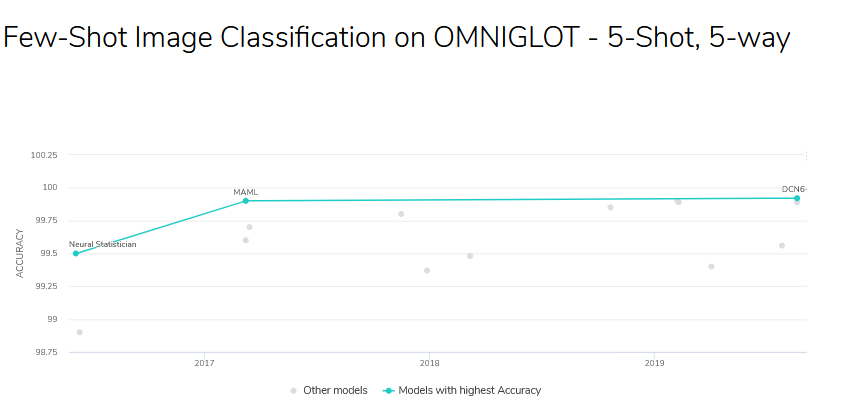 Few-Shot Image Classification on OMNIGLOT - 5-Shot, 5-way
100.25
100
99.75
99.5
99.25
99
98.75
ACCURACY
Neural Statistician
MAML
DCN6-
2017
2018
2019
Other models
Models with highest Accuracy